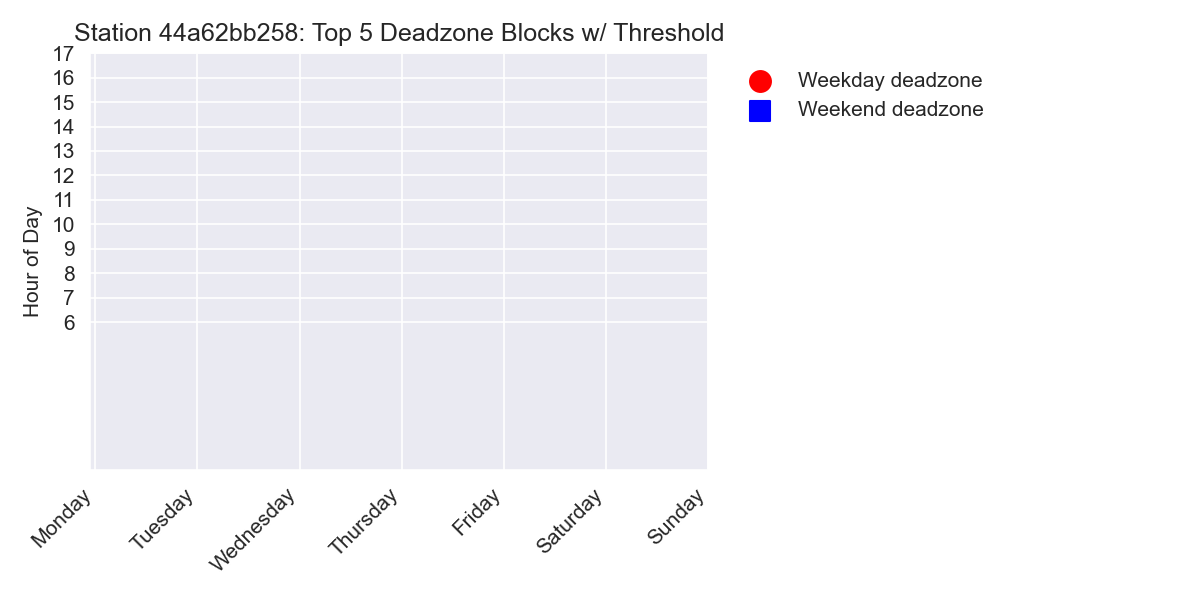 Station 44a62bb258: Top 5 Deadzone Blocks w/ Threshold
17
16
15
14
13
12
11
10
9
8
7
6
Hour of Day
Monday
Tuesday
Wednesday
Thursday
Friday
Saturday
Sunday
Weekday deadzone
Weekend deadzone